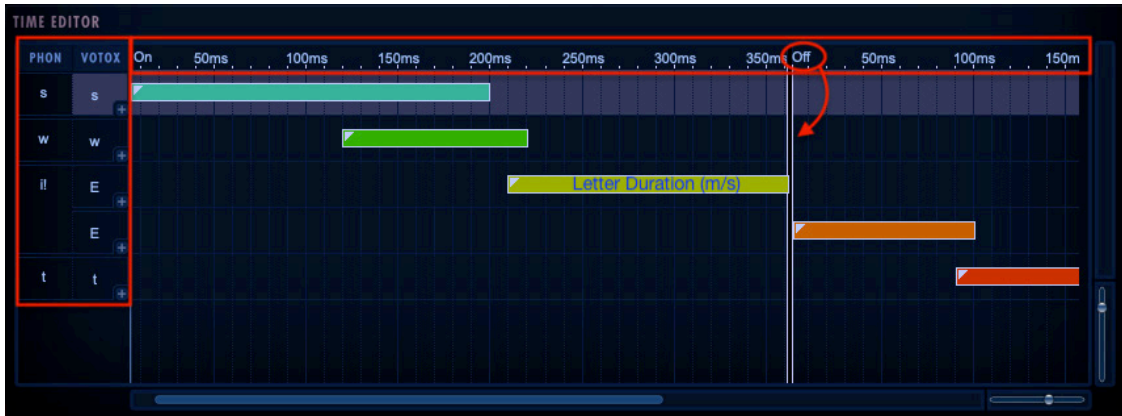 TIME EDITOR
PHON VOTOX On 50ms 100ms 150ms 200ms 250ms 300ms 350ms Off 50ms 100ms 150m
s s
w w
i! E Letter Duration (m/s)
E
t t